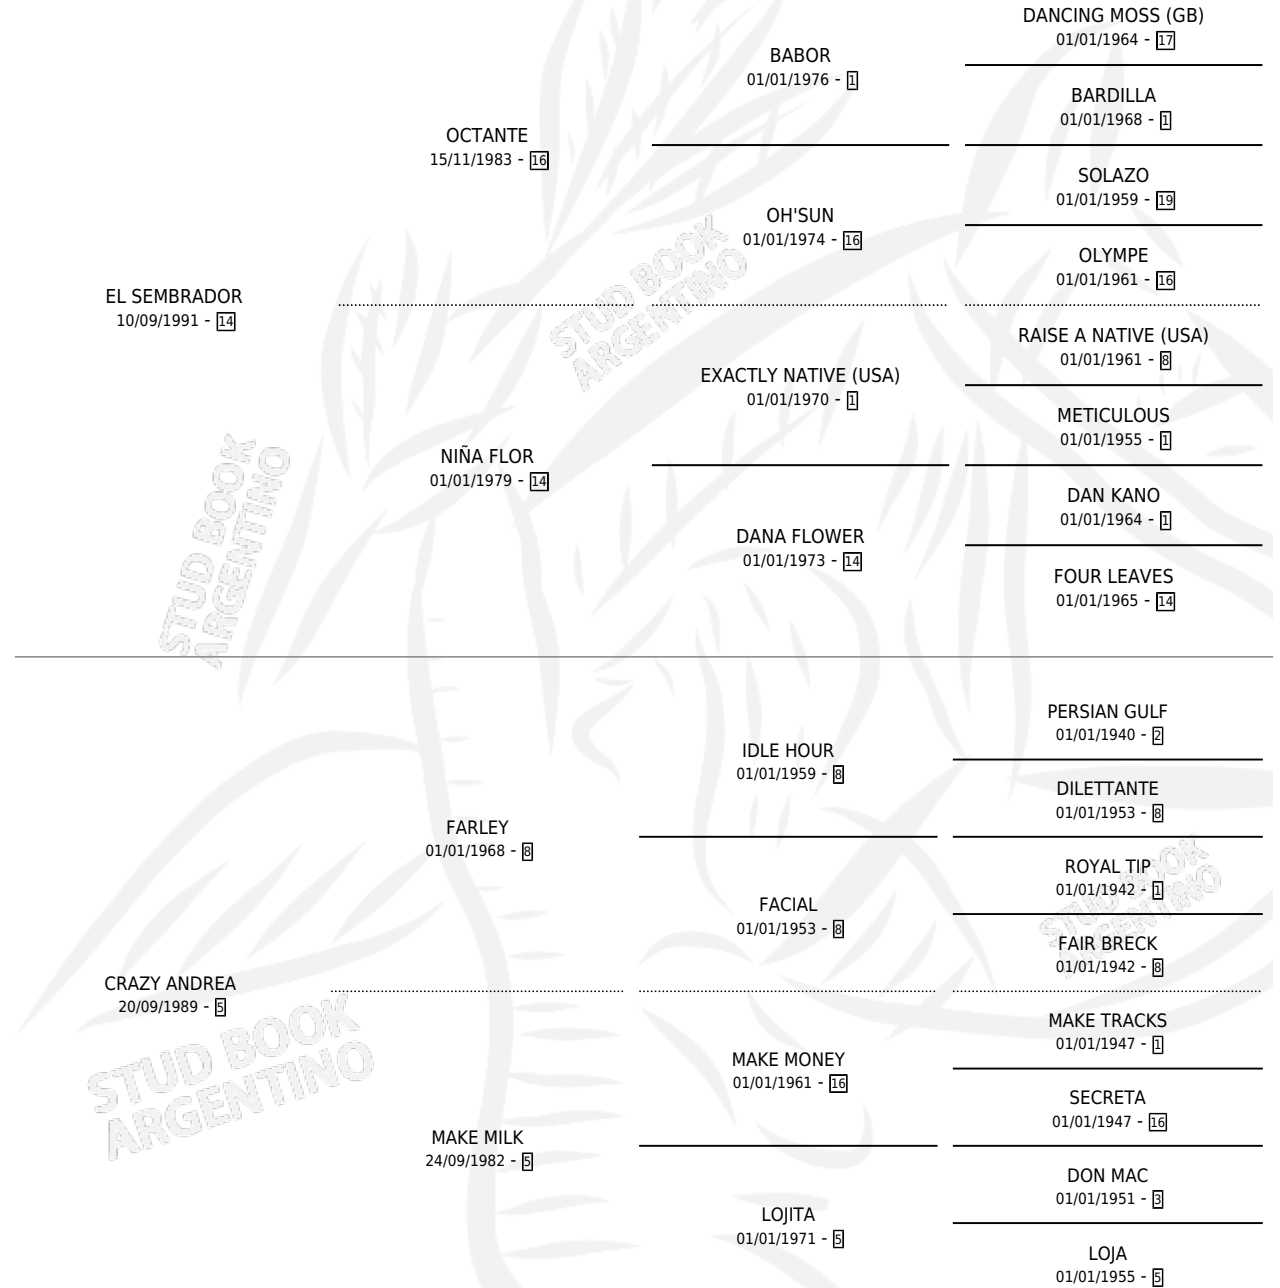 DANCING MOSS (GB)
01/01/1964 - 17
BABOR
01/01/1976 - 1
BARDILLA
01/01/1968 - 1
OCTANTE
15/11/1983 - 16
SOLAZO
01/01/1959 - 19
OH'SUN
01/01/1974 - 16
OLYMPE
01/01/1961 - 16
EL SEMBRADOR
10/09/1991 - 14
RAISE A NATIVE (USA)
01/01/1961 - 8
EXACTLY NATIVE (USA)
01/01/1970 - 1
METICULOUS
01/01/1955 - 1
NIÑA FLOR
01/01/1979 - 14
DAN KANO
01/01/1964 - 1
DANA FLOWER
01/01/1973 - 14
FOUR LEAVES
01/01/1965 - 14
PERSIAN GULF
01/01/1940 - 2
IDLE HOUR
01/01/1959 - 8
DILETTANTE
01/01/1953 - 8
FARLEY
01/01/1968 - 8
ROYAL TIP
01/01/1942 - 1
FACIAL
01/01/1953 - 8
FAIR BRECK
01/01/1942 - 8
CRAZY ANDREA
20/09/1989 - 5
MAKE TRACKS
01/01/1947 - 1
MAKE MONEY
01/01/1961 - 16
SECRETA
01/01/1947 - 16
MAKE MILK
24/09/1982 - 5
DON MAC
01/01/1951 - 3
LOJITA
01/01/1971 - 5
LOJA
01/01/1955 - 5
STUD BOOK
ARGENTINO
STUD BOOK
ARGENTINO
STUD BOOK
ARGENTINO
STUD BOOK
ARGENTINO